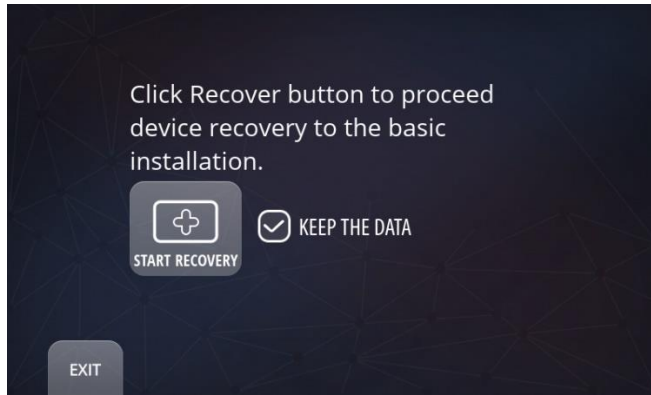 Click Recover button to proceed
device recovery to the basic
installation.
START RECOVERY
KEEP THE DATA
EXIT